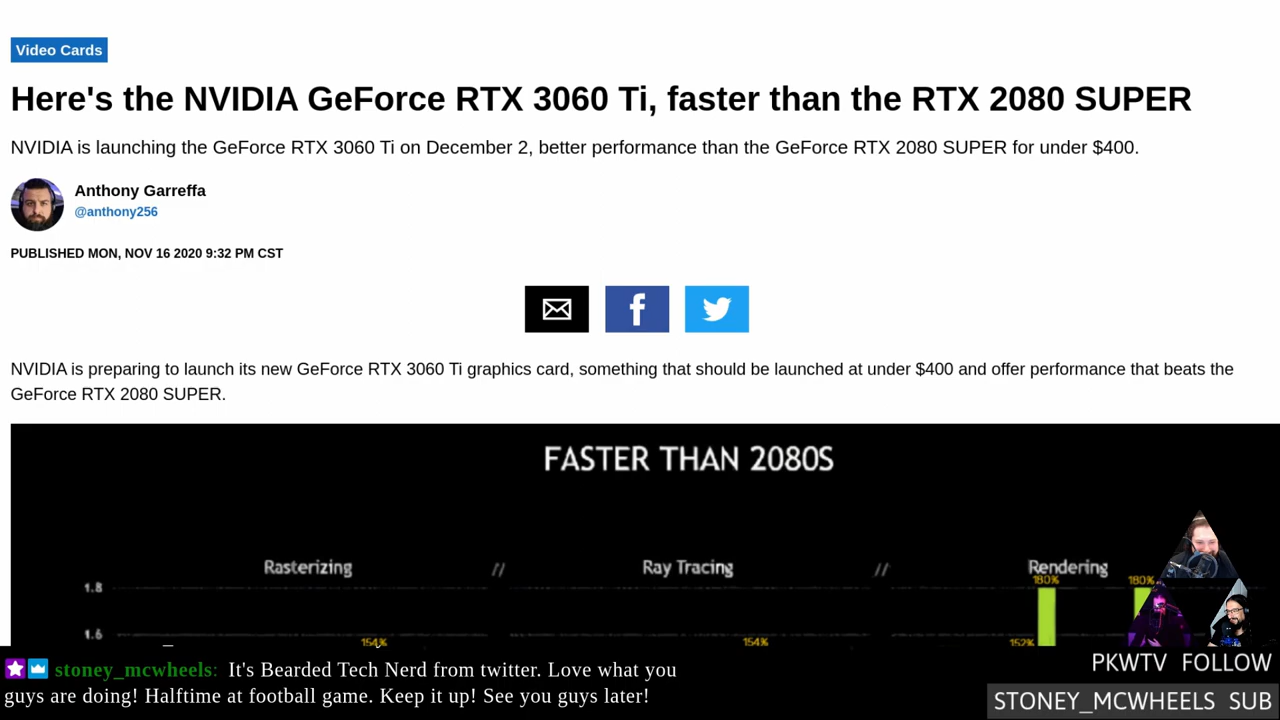 Video Cards
Here's the NVIDIA GeForce RTX 3060 Ti, faster than the RTX 2080 SUPER
NVIDIA is launching the GeForce RTX 3060 Ti on December 2, better performance than the GeForce RTX 2080 SUPER for under $400.
Anthony Garreffa
@anthony256
PUBLISHED MON, NOV 16 2020 9:32 PM CST
NVIDIA is preparing to launch its new GeForce RTX 3060 Ti graphics card, something that should be launched at under $400 and offer performance that beats the
GeForce RTX 2080 SUPER.
FASTER THAN 2080S
Rasterizing // Ray Tracing // Rendering
180% 180%
1.8
1.6
154% 154% 152%
stoney_mcwheels: It's Bearded Tech Nerd from twitter. Love what you
guys are doing! Halftime at football game. Keep it up! See you guys later!
PKWTV FOLLOW
STONEY_MCWHEELS SUB